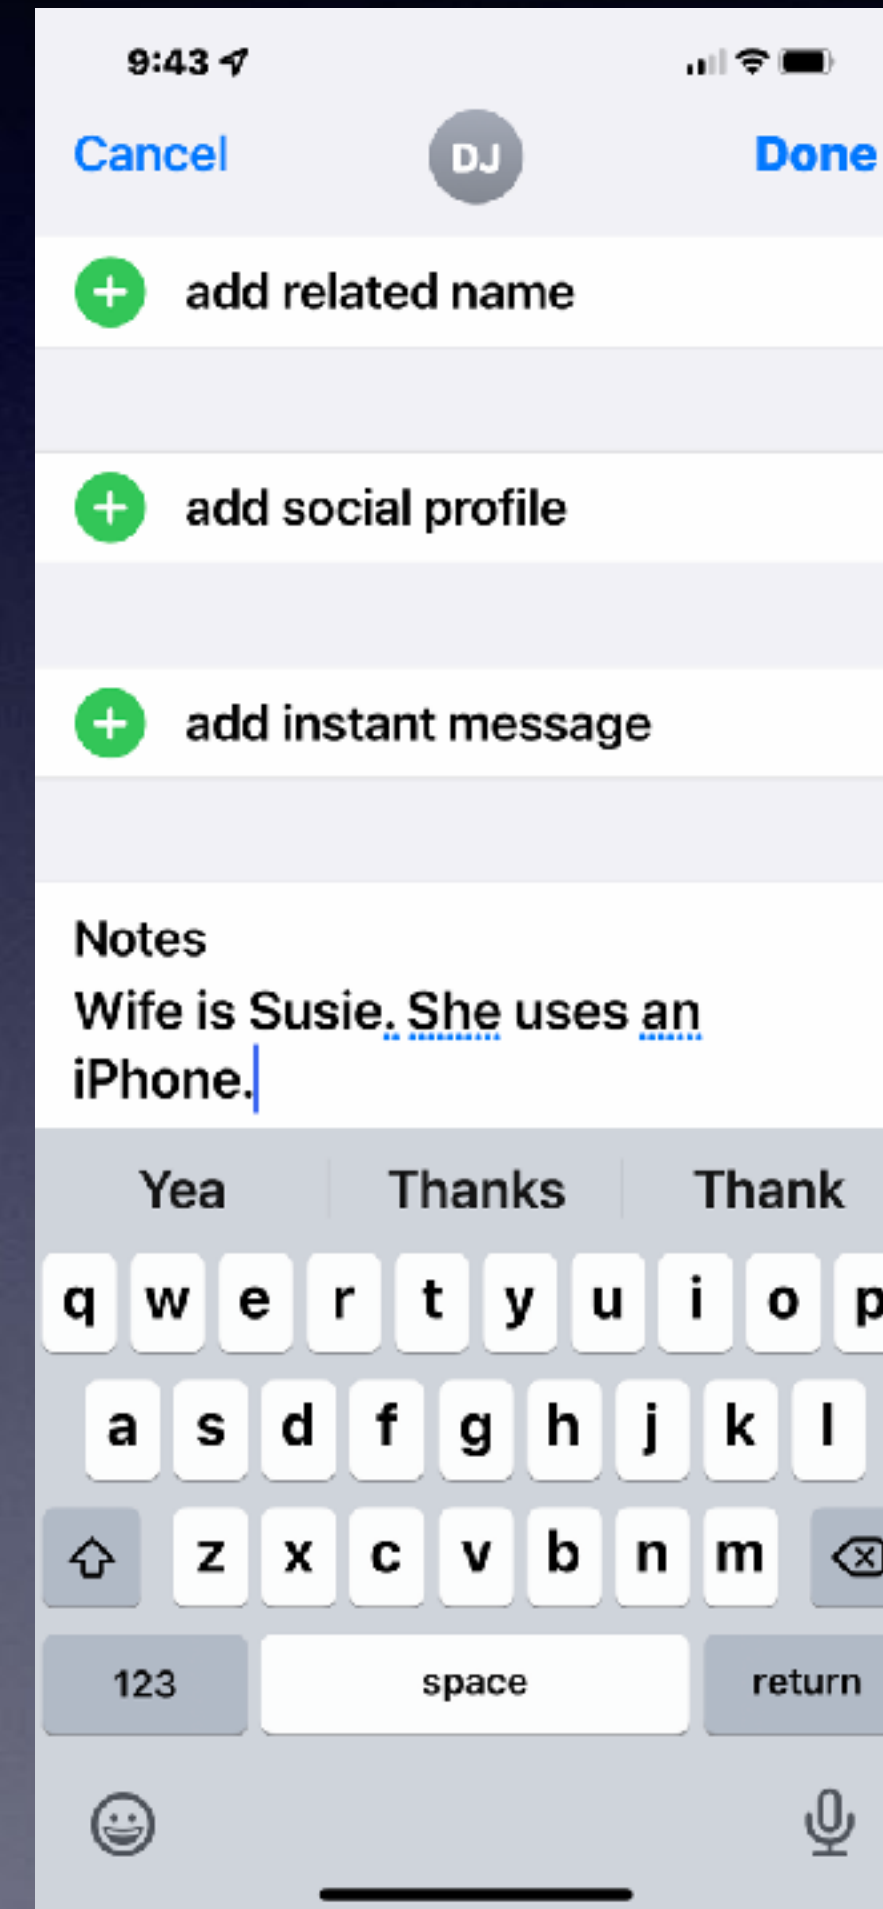 9:43
Cancel DJ Done
add related name
add social profile
add instant message
Notes
Wife is Susie. She uses an
iPhone.
Yea Thanks Thank
q w e r t y u i o p
a s d f g h j k l
z x c v b n m
123 space return